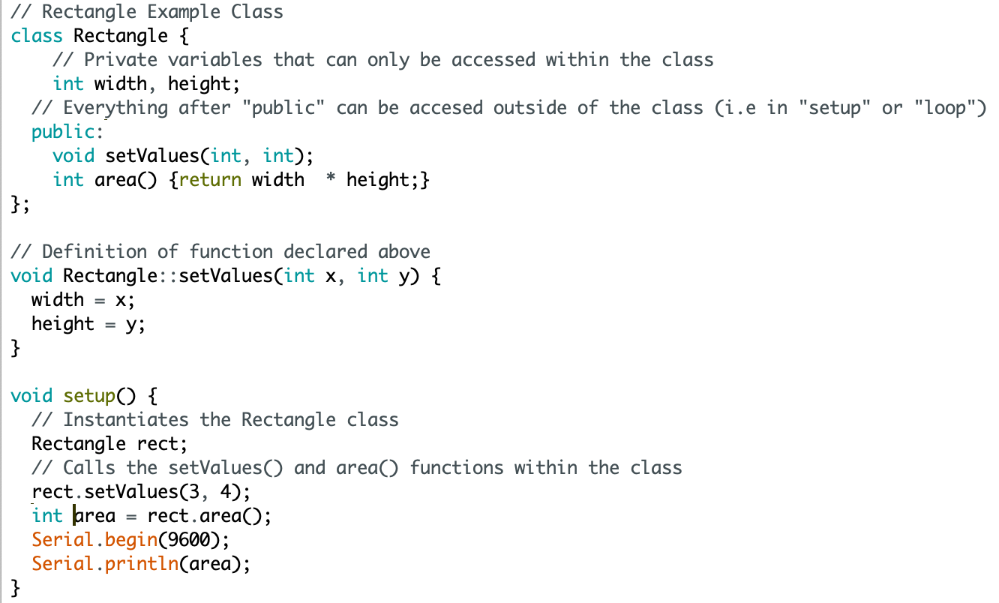 // Rectangle Example Class
class Rectangle {
    // Private variables that can only be accessed within the class
    int width, height;
  // Everything after "public" can be accesed outside of the class (i.e in "setup" or "loop")
  public:
    void setValues(int, int);
    int area() {return width  * height;}
};

// Definition of function declared above
void Rectangle::setValues(int x, int y) {
  width = x;
  height = y;
}

void setup() {
  // Instantiates the Rectangle class
  Rectangle rect;
  // Calls the setValues() and area() functions within the class
  rect.setValues(3, 4);
  int area = rect.area();
  Serial.begin(9600);
  Serial.println(area);
}